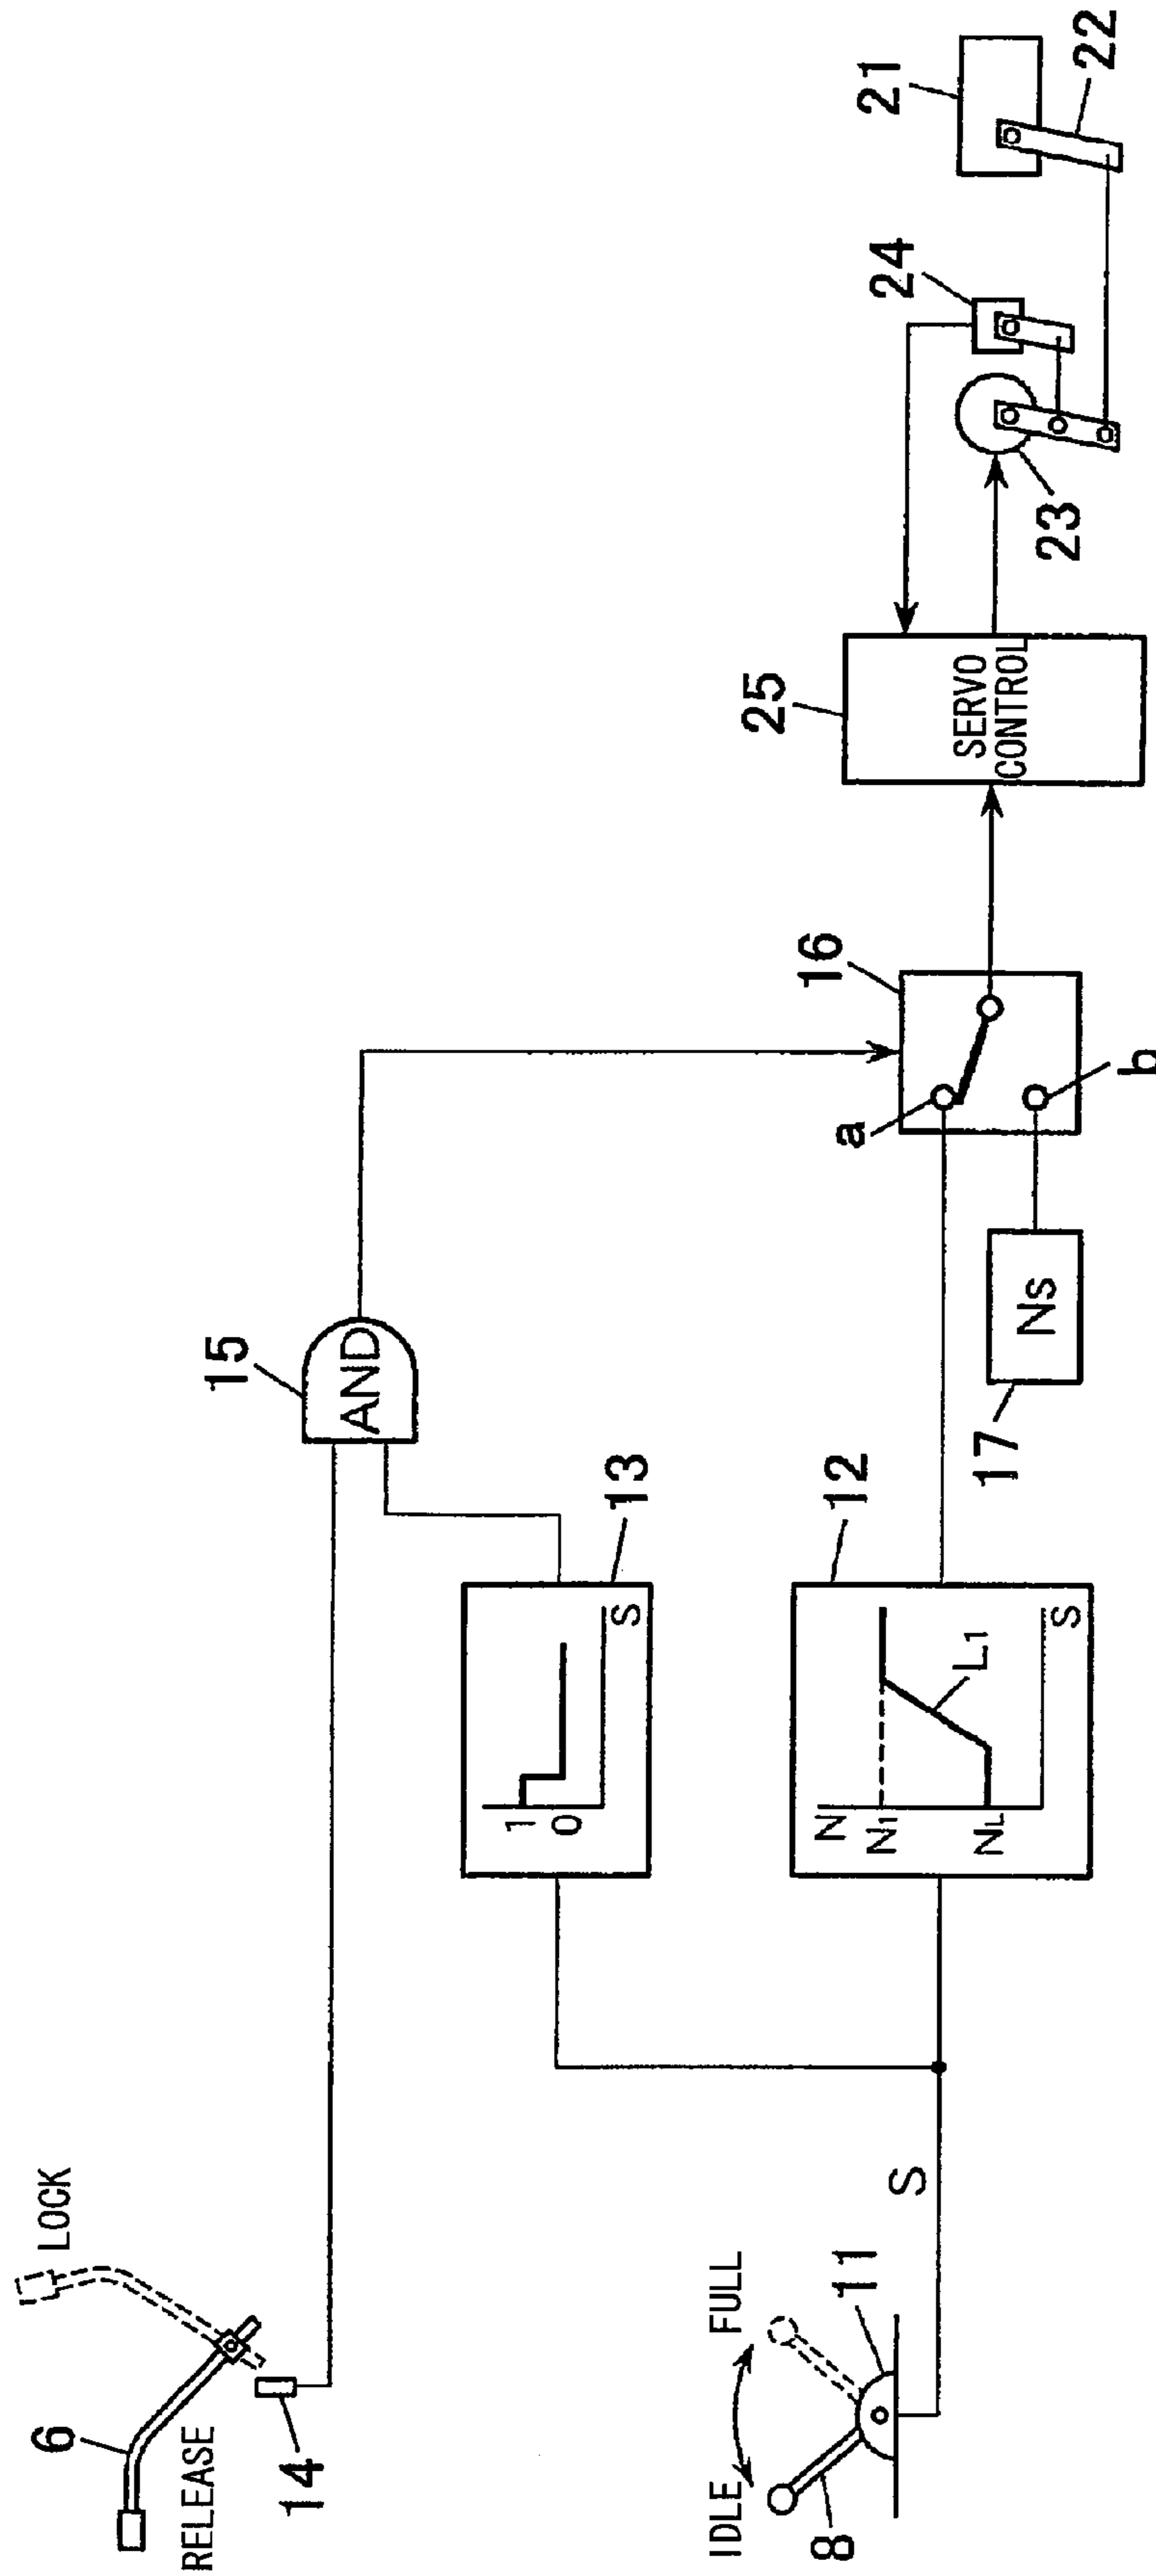 LOCK
6
RELEASE
14
15
AND
13
1
0
S
IDLE
FULL
8
11
S
12
N
N1
NL
L1
S
17
Ns
16
a
b
25
SERVO
CONTROL
23
24
21
22